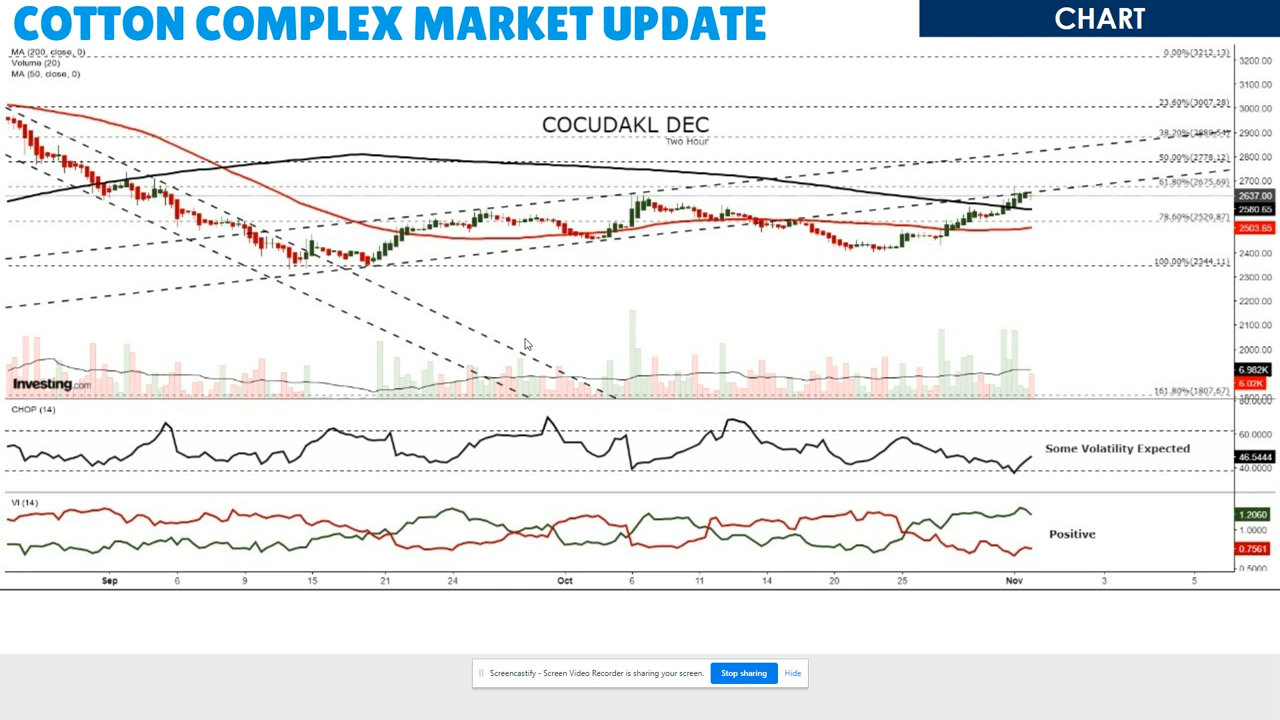 COTTON COMPLEX MARKET UPDATE
CHART
MA (200, close, 0)
Volume (20)
MA (50, close, 0)
COCUDAKL DEC
Two Hour
0.00%(3212.13)
23.60%(3007.28)
38.20%(2880.54)
50.00%(2778.12)
61.80%(2675.69)
78.60%(2529.87)
100.00%(2344.11)
161.80%(1807.67)
3200.00
3100.00
3000.00
2900.00
2800.00
2700.00
2637.00
2580.65
2503.65
2400.00
2300.00
2200.00
2100.00
2000.00
6.982K
6.02K
1800.00
Investing.com
CHOP (14)
80.0000
60.0000
46.5444
40.0000
Some Volatility Expected
VI (14)
1.2060
1.0000
0.7561
0.5000
Positive
Sep 6 9 15 21 24 Oct 6 11 14 20 25 Nov 3 5
Screencastify - Screen Video Recorder is sharing your screen. Stop sharing Hide